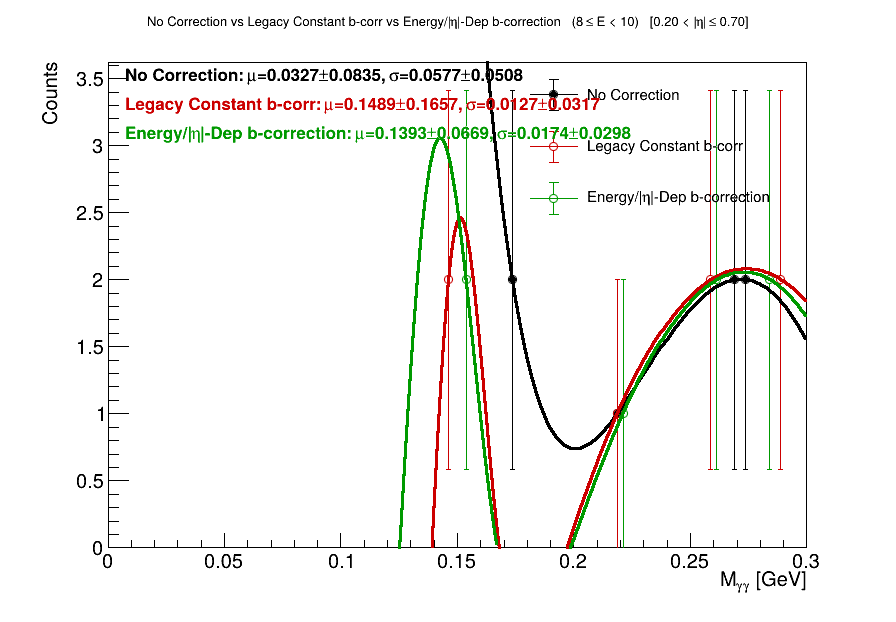 No Correction vs Legacy Constant b-corr vs Energy/|η|-Dep b-correction (8 ≤ E < 10) [0.20 < |η| ≤ 0.70]
Counts
No Correction: μ=0.0327±0.0835, σ=0.0577±0.0508
Legacy Constant b-corr: μ=0.1489±0.1657, σ=0.0127±0.0317
Energy/|η|-Dep b-correction: μ=0.1393±0.0669, σ=0.0174±0.0298
No Correction
Legacy Constant b-corr
Energy/|η|-Dep b-correction
3.5
3
2.5
2
1.5
1
0.5
0
0 0.05 0.1 0.15 0.2 0.25 0.3
Mγγ [GeV]